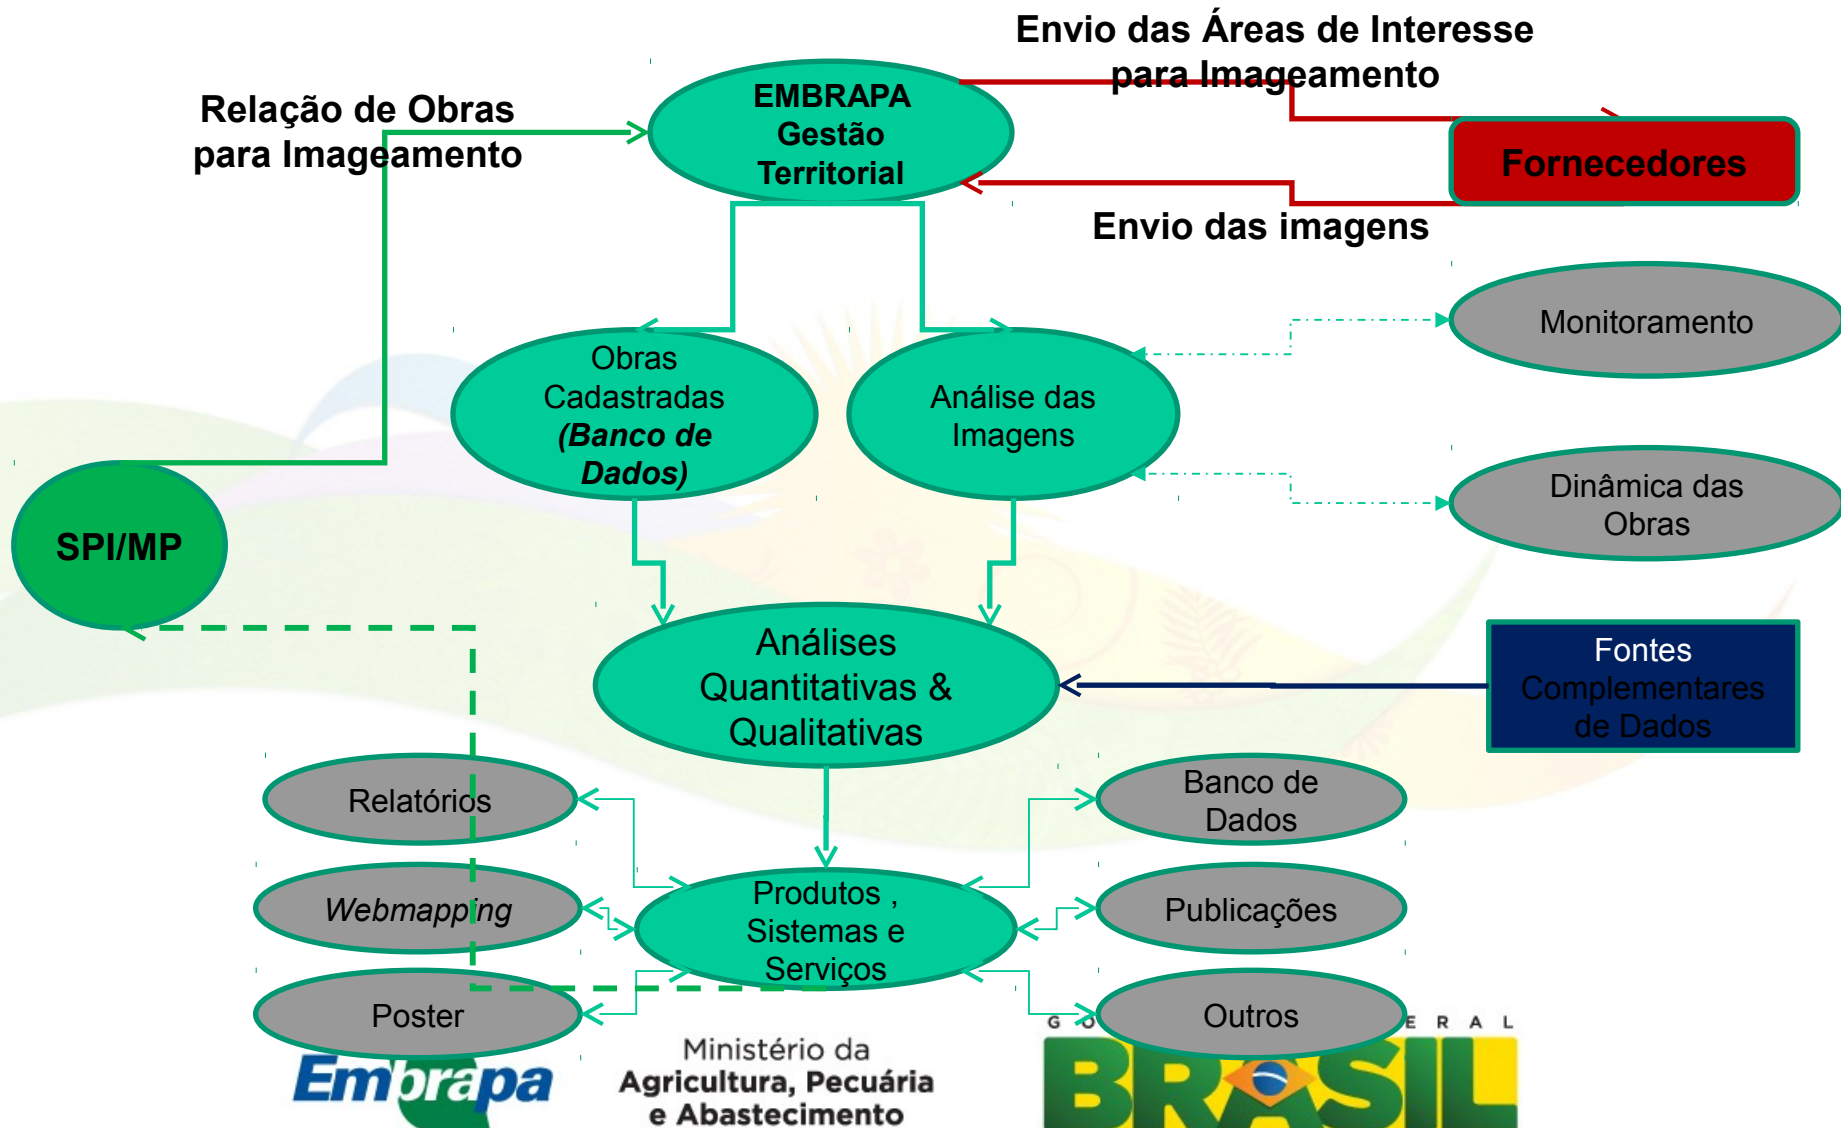 Envio das Áreas de Interesse
para Imageamento
Relação de Obras
para Imageamento
EMBRAPA
Gestão
Territorial
Fornecedores
Envio das imagens
Monitoramento
Obras
Cadastradas
(Banco de
Dados)
Análise das
Imagens
Dinâmica das
Obras
SPI/MP
Análises
Quantitativas &
Qualitativas
Fontes
Complementares
de Dados
Relatórios
Banco de
Dados
Webmapping
Produtos ,
Sistemas e
Serviços
Publicações
Poster
Outros
Embrapa
Ministério da
Agricultura, Pecuária
e Abastecimento
BRASIL